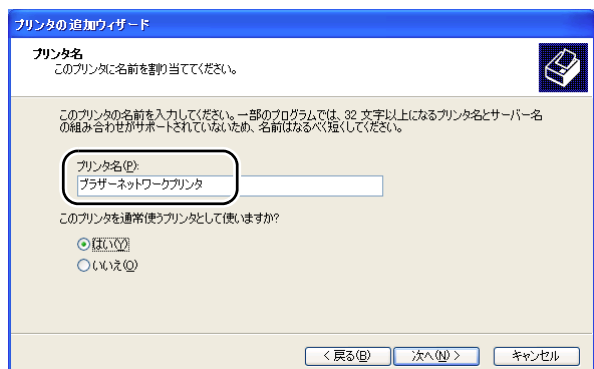 プリンタの追加ウィザード
プリンタ名
このプリンタに名前を割り当ててください。
このプリンタの名前を入力してください。一部のプログラムでは、32 文字以上になるプリンタ名とサーバー名
の組み合わせがサポートされていないため、名前はなるべく短くしてください。
プリンタ名(P):
ブラザーネットワークプリンタ
このプリンタを通常使うプリンタとして使いますか?
はい(Y)
いいえ(O)
< 戻る(B)
次へ(N) >
キャンセル